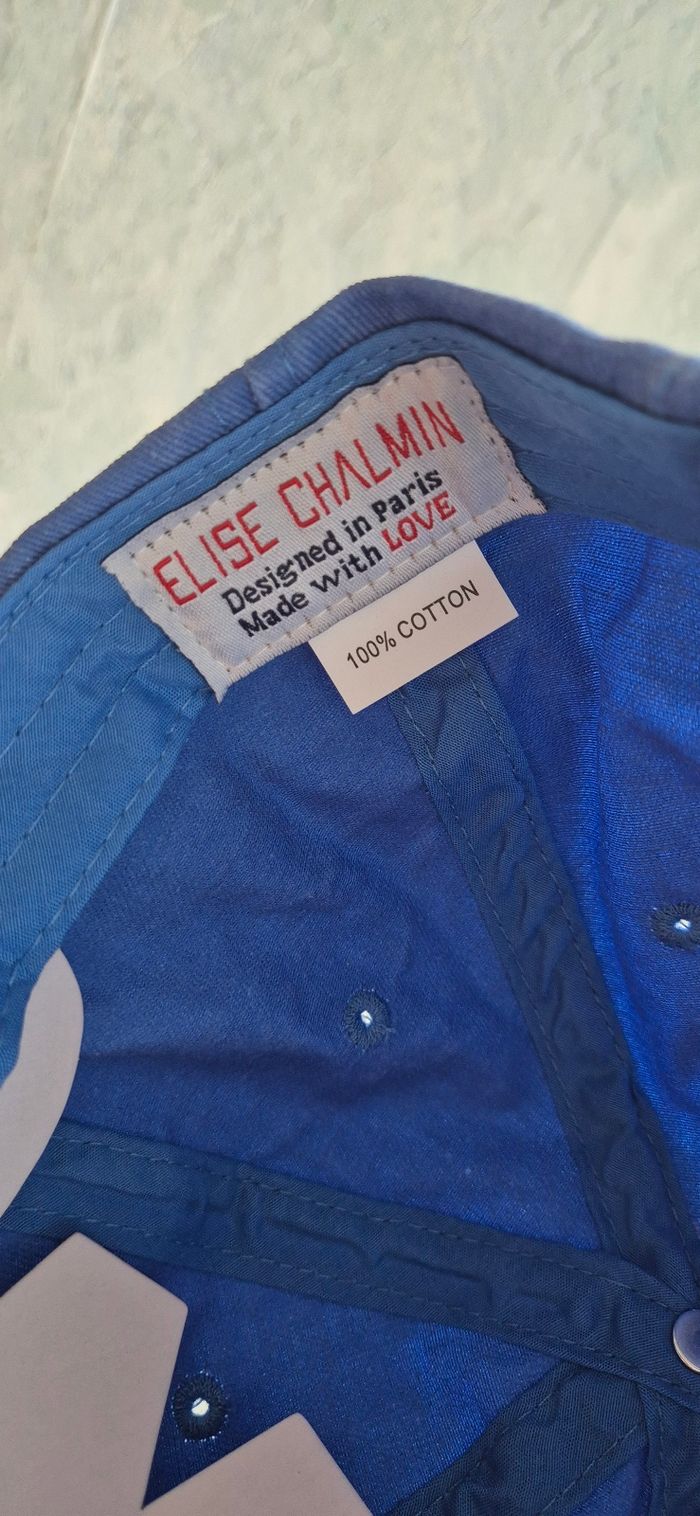 ELISE CHALMIN
Designed in Paris
Made with LOVE
100% COTTON